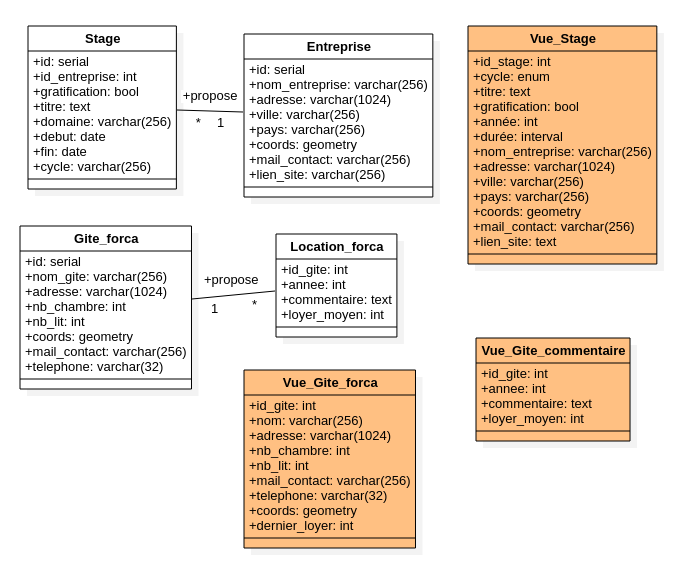 Stage
+id: serial
+id_entreprise: int
+gratification: bool
+titre: text
+domaine: varchar(256)
+debut: date
+fin: date
+cycle: varchar(256)
+propose
* 1
Entreprise
+id: serial
+nom_entreprise: varchar(256)
+adresse: varchar(1024)
+ville: varchar(256)
+pays: varchar(256)
+coords: geometry
+mail_contact: varchar(256)
+lien_site: varchar(256)
Vue_Stage
+id_stage: int
+cycle: enum
+titre: text
+gratification: bool
+année: int
+durée: interval
+nom_entreprise: varchar(256)
+adresse: varchar(1024)
+ville: varchar(256)
+pays: varchar(256)
+coords: geometry
+mail_contact: varchar(256)
+lien_site: text
Gite_forca
+id: serial
+nom_gite: varchar(256)
+adresse: varchar(1024)
+nb_chambre: int
+nb_lit: int
+coords: geometry
+mail_contact: varchar(256)
+telephone: varchar(32)
+propose
1 *
Location_forca
+id_gite: int
+annee: int
+commentaire: text
+loyer_moyen: int
Vue_Gite_commentaire
+id_gite: int
+annee: int
+commentaire: text
+loyer_moyen: int
Vue_Gite_forca
+id_gite: int
+nom: varchar(256)
+adresse: varchar(1024)
+nb_chambre: int
+nb_lit: int
+mail_contact: varchar(256)
+telephone: varchar(32)
+coords: geometry
+dernier_loyer: int